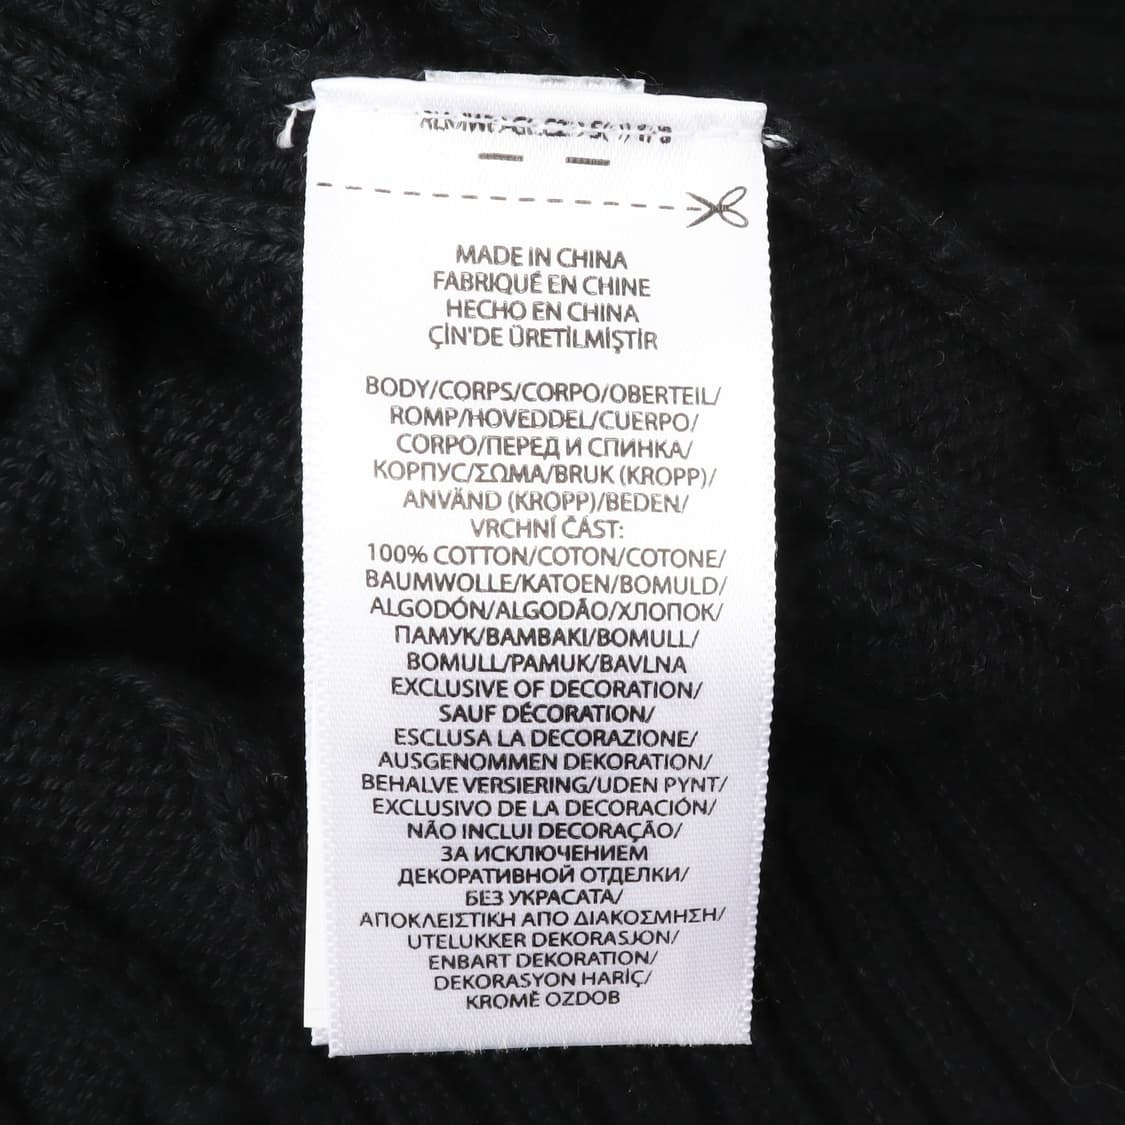 MADE IN CHINA
FABRIQUÉ EN CHINE
HECHO EN CHINA
ÇİN'DE ÜRETİLMİŞTİR
BODY/CORPS/CORPO/OBERTEIL/
ROMP/HOVEDDEL/CUERPO/
CORPO/ПЕРЕД И СПИНКА/
КОРПУС/ΣΩΜΑ/BRUK (KROPP)/
ANVÄND (KROPP)/BEDEN/
VRCHNÍ ČÁST:
100% COTTON/COTON/COTONE/
BAUMWOLLE/KATOEN/BOMULD/
ALGODÓN/ALGODÃO/ХЛОПОК/
ПАМУК/ΒΑΜΒΑΚΙ/BOMULL/
BOMULL/PAMUK/BAVLNA
EXCLUSIVE OF DECORATION/
SAUF DÉCORATION/
ESCLUSA LA DECORAZIONE/
AUSGENOMMEN DEKORATION/
BEHALVE VERSIERING/UDEN PYNT/
EXCLUSIVO DE LA DECORACIÓN/
NÃO INCLUI DECORAÇÃO/
ЗА ИСКЛЮЧЕНИЕМ
ДЕКОРАТИВНОЙ ОТДЕЛКИ/
БЕЗ УКРАСАТА/
ΑΠΟΚΛΕΙΣΤΙΚΗ ΑΠΟ ΔΙΑΚΟΣΜΗΣΗ/
UTELUKKER DEKORASJON/
ENBART DEKORATION/
DEKORASYON HARİÇ/
KROMĚ OZDOB